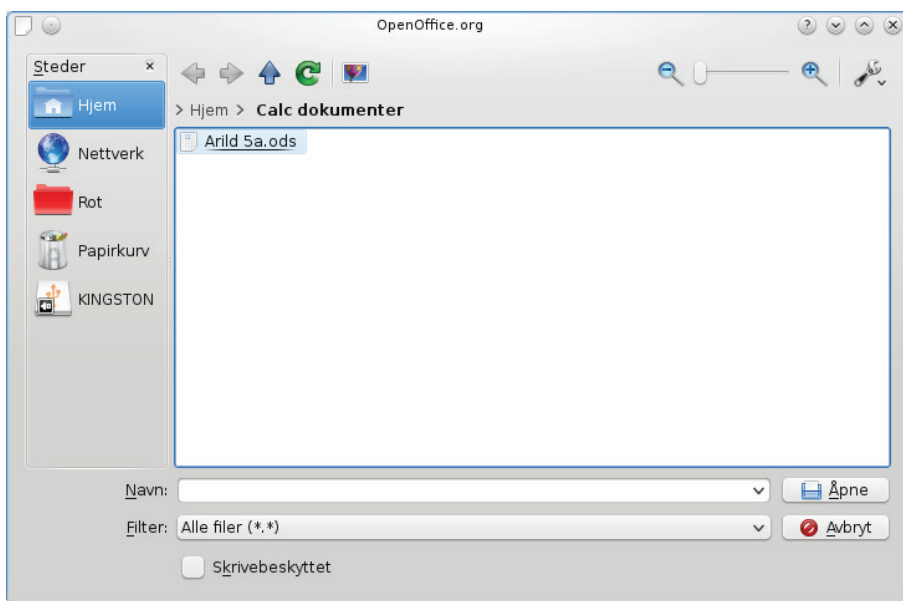 OpenOffice.org
Steder
Hjem
Nettverk
Rot
Papirkurv
KINGSTON
> Hjem > Calc dokumenter
Arild 5a.ods
Navn:
Åpne
Filter: Alle filer (*.*)
Avbryt
Skrivebeskyttet